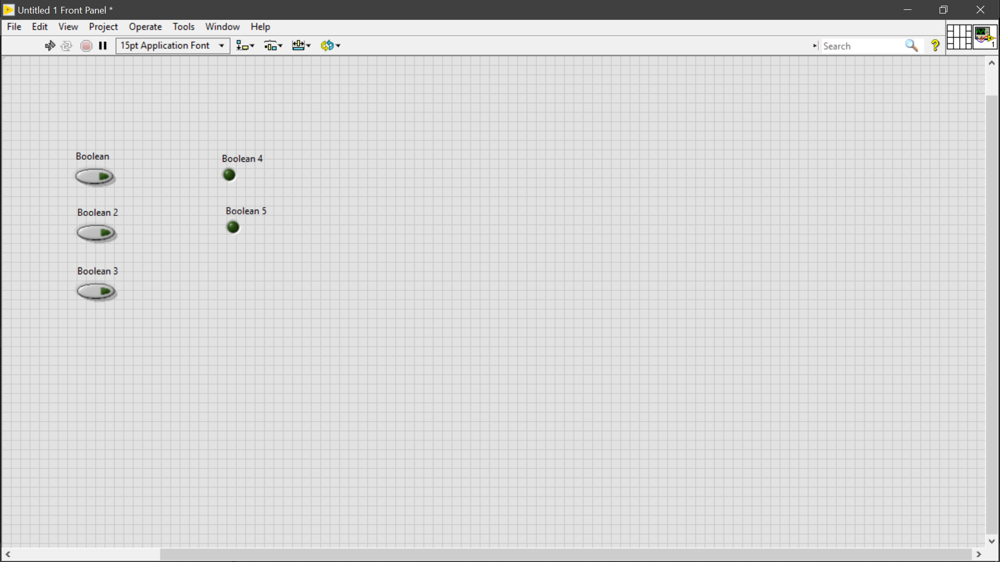 Untitled 1 Front Panel *
File Edit View Project Operate Tools Window Help
15pt Application Font
Search
1
Boolean
Boolean 4
Boolean 2
Boolean 5
Boolean 3